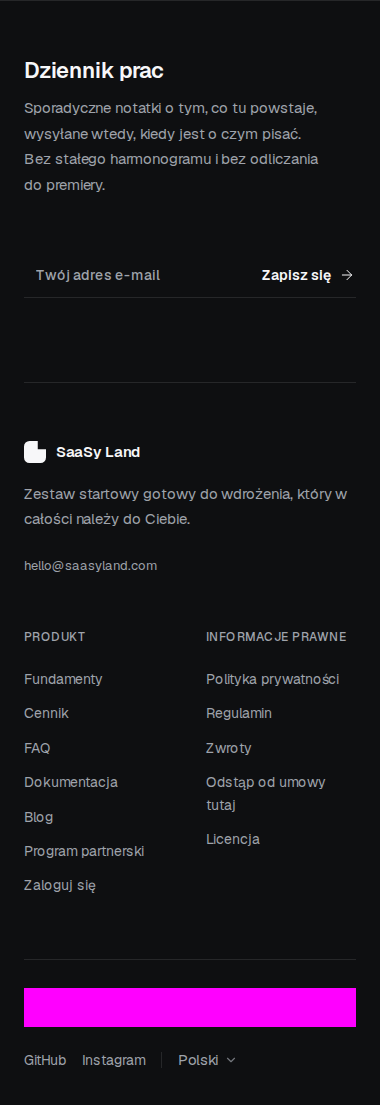 Dziennik prac
Sporadyczne notatki o tym, co tu powstaje,
wysyłane wtedy, kiedy jest o czym pisać.
Bez stałego harmonogramu i bez odliczania
do premiery.
Twój adres e-mail
Zapisz się
SaaSy Land
Zestaw startowy gotowy do wdrożenia, który w
całości należy do Ciebie.
hello@saasyland.com
PRODUKT
Fundamenty
Cennik
FAQ
Dokumentacja
Blog
Program partnerski
Zaloguj się
INFORMACJE PRAWNE
Polityka prywatności
Regulamin
Zwroty
Odstąp od umowy
tutaj
Licencja
GitHub
Instagram
Polski